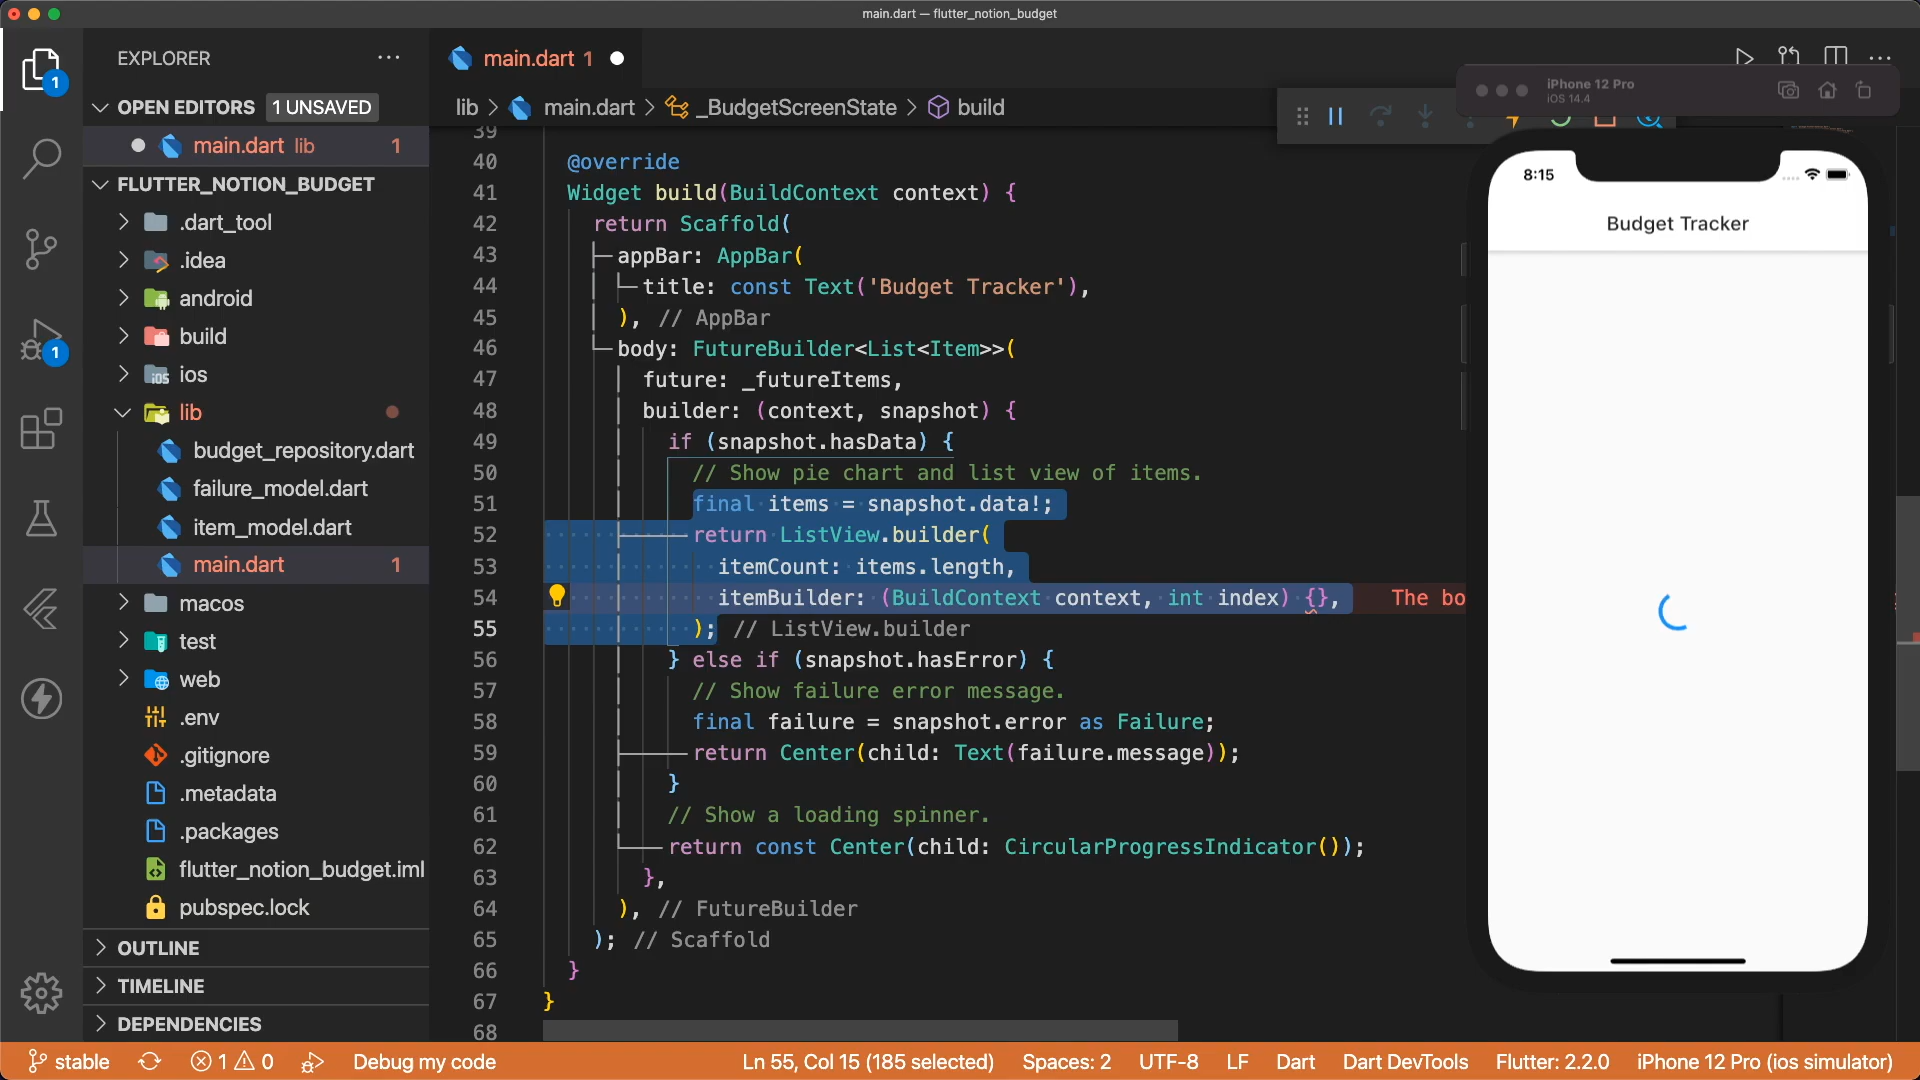 main.dart — flutter_notion_budget
EXPLORER
OPEN EDITORS 1 UNSAVED
main.dart lib 1
FLUTTER_NOTION_BUDGET
.dart_tool
.idea
android
build
ios
lib
budget_repository.dart
failure_model.dart
item_model.dart
main.dart 1
macos
test
web
.env
.gitignore
.metadata
.packages
flutter_notion_budget.iml
pubspec.lock
OUTLINE
TIMELINE
DEPENDENCIES
1
1
main.dart 1
lib > main.dart > _BudgetScreenState > build
39
40 @override
41 Widget build(BuildContext context) {
42 return Scaffold(
43 appBar: AppBar(
44 title: const Text('Budget Tracker'),
45 ), // AppBar
46 body: FutureBuilder<List<Item>>(
47 future: _futureItems,
48 builder: (context, snapshot) {
49 if (snapshot.hasData) {
50 // Show pie chart and list view of items.
51 final items = snapshot.data!;
52 return ListView.builder(
53 itemCount: items.length,
54 itemBuilder: (BuildContext context, int index) {}, The bo
55 ); // ListView.builder
56 } else if (snapshot.hasError) {
57 // Show failure error message.
58 final failure = snapshot.error as Failure;
59 return Center(child: Text(failure.message));
60 }
61 // Show a loading spinner.
62 return const Center(child: CircularProgressIndicator());
63 },
64 ), // FutureBuilder
65 ); // Scaffold
66 }
67 }
68
iPhone 12 Pro
iOS 14.4
8:15
Budget Tracker
stable 1 0 Debug my code Ln 55, Col 15 (185 selected) Spaces: 2 UTF-8 LF Dart Dart DevTools Flutter: 2.2.0 iPhone 12 Pro (ios simulator)